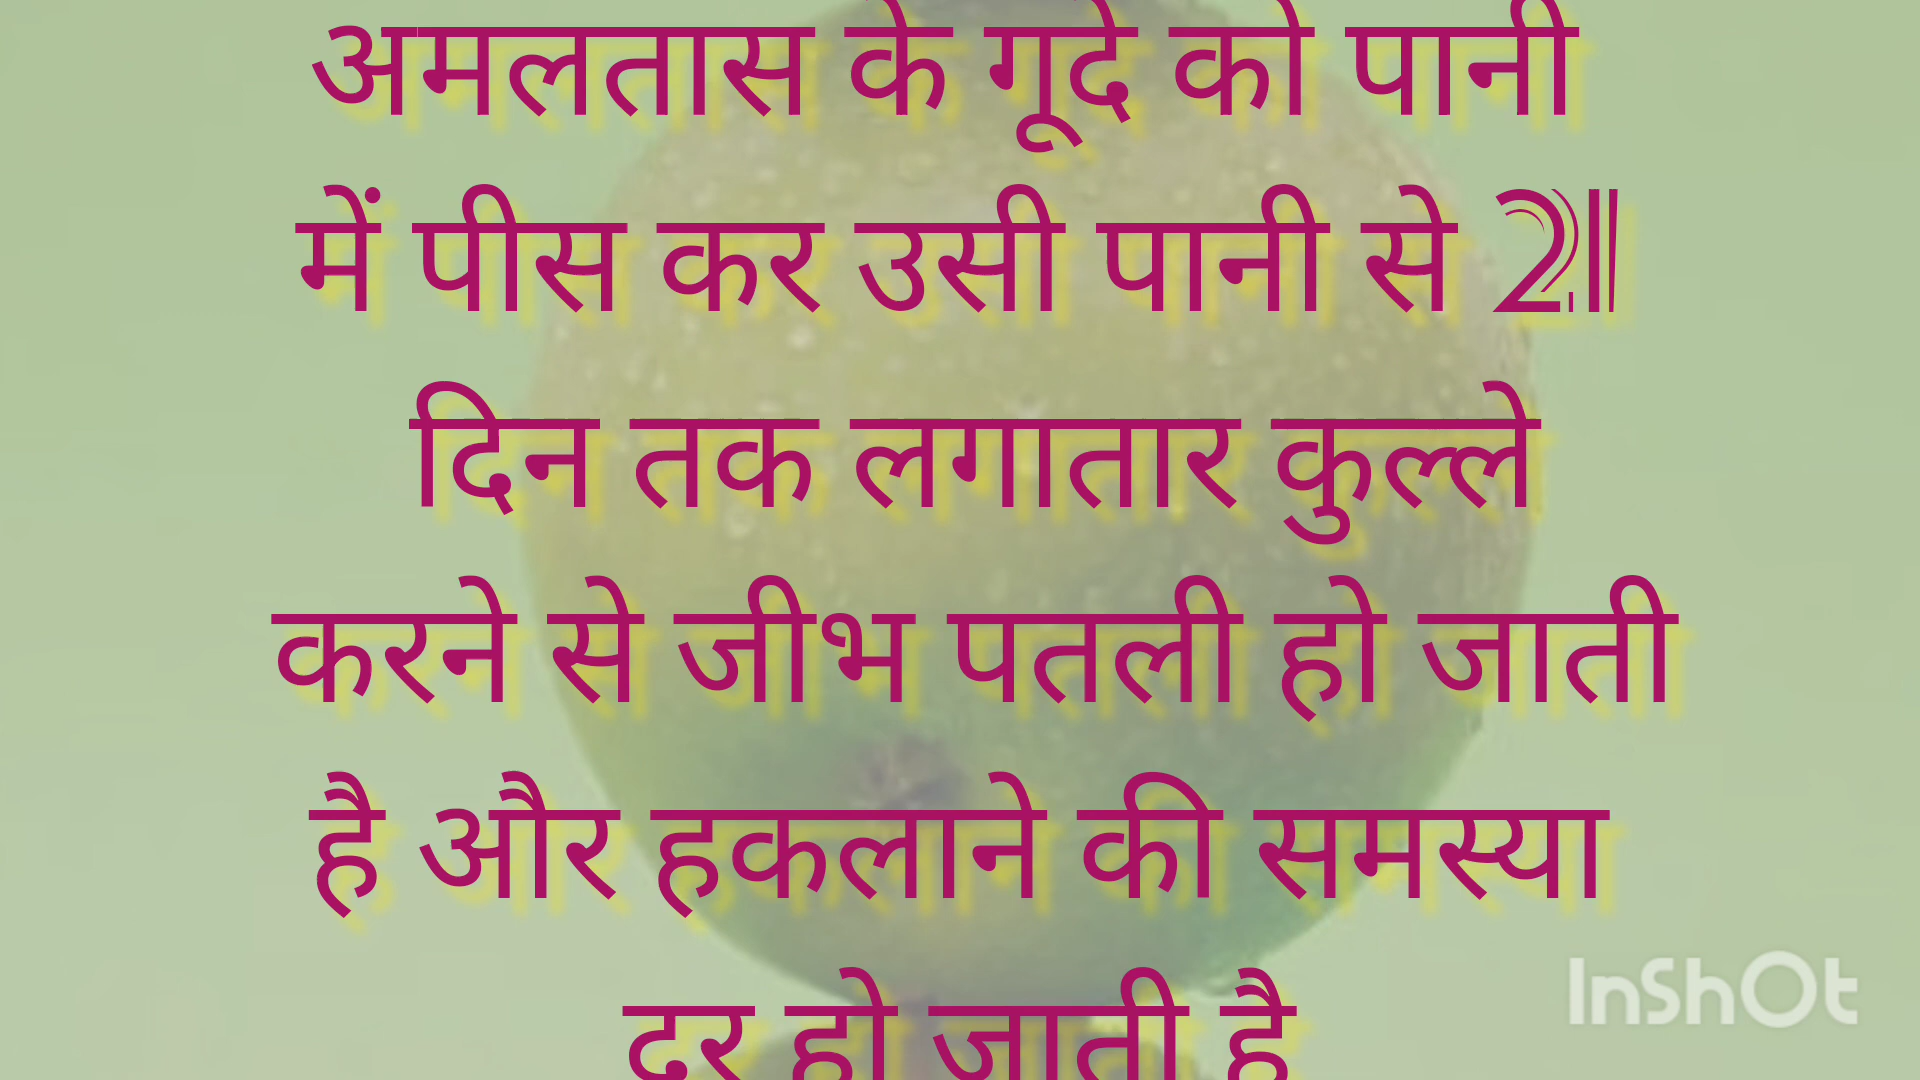 अमलतास के गूदे को पानी
में पीस कर उसी पानी से 21
दिन तक लगातार कुल्ले
करने से जीभ पतली हो जाती
है और हकलाने की समस्या
दूर हो जाती है
InShOt